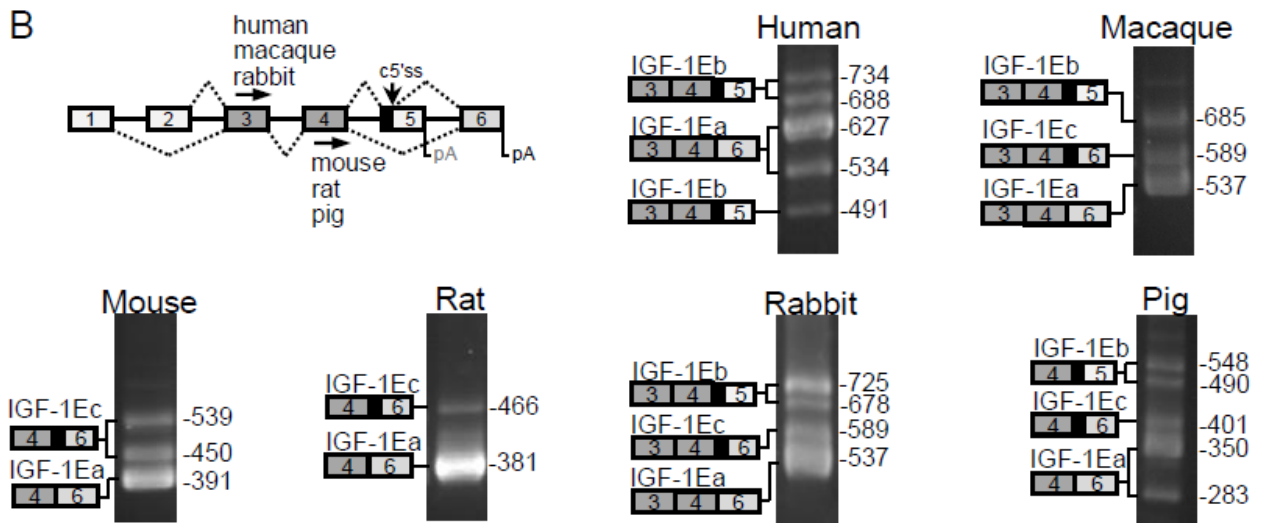 B
human
macaque
rabbit
c5'ss
1 2 3 4 5 6
pA pA
mouse
rat
pig
Human
IGF-1Eb
3 4 5
IGF-1Ea
3 4 6
IGF-1Eb
3 4 5
-734
-688
-627
-534
-491
Macaque
IGF-1Eb
3 4 5
IGF-1Ec
3 4 6
IGF-1Ea
3 4 6
-685
-589
-537
Mouse
IGF-1Ec
4 6
IGF-1Ea
4 6
-539
-450
-391
Rat
IGF-1Ec
4 6
IGF-1Ea
4 6
-466
-381
Rabbit
IGF-1Eb
3 4 5
IGF-1Ec
3 4 6
IGF-1Ea
3 4 6
-725
-678
-589
-537
Pig
IGF-1Eb
4 5
IGF-1Ec
4 6
IGF-1Ea
4 6
-548
-490
-401
-350
-283